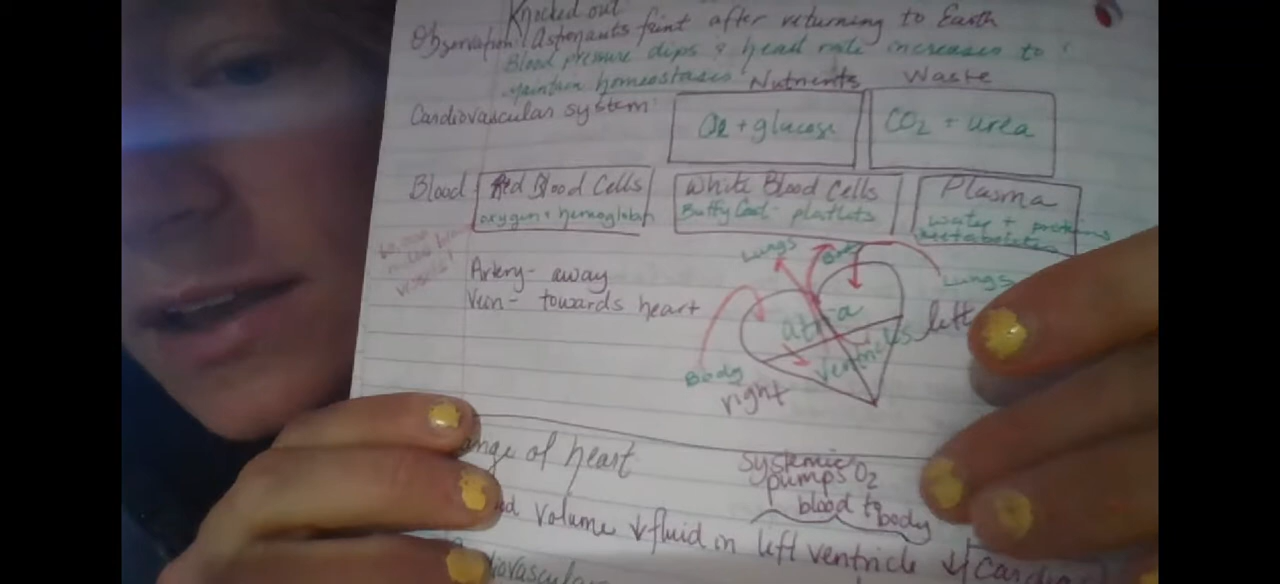 Knocked out
Observation: Astronauts faint after returning to Earth
Blood pressure dips & heart rate increases to
maintain homeostasis
Nutrients Waste
Cardiovascular system O2 + glucose CO2 + urea
Blood Red Blood Cells White Blood Cells Plasma
oxygen + hemoglobin Buffy Coat - platlets water + proteins
Lungs Body Lungs
Artery - away
Vein - towards heart
atria left
ventricles
Body
right
ange of heart
systemic
pumps O2
blood to body
volume ↓ fluid in left ventricle ↓